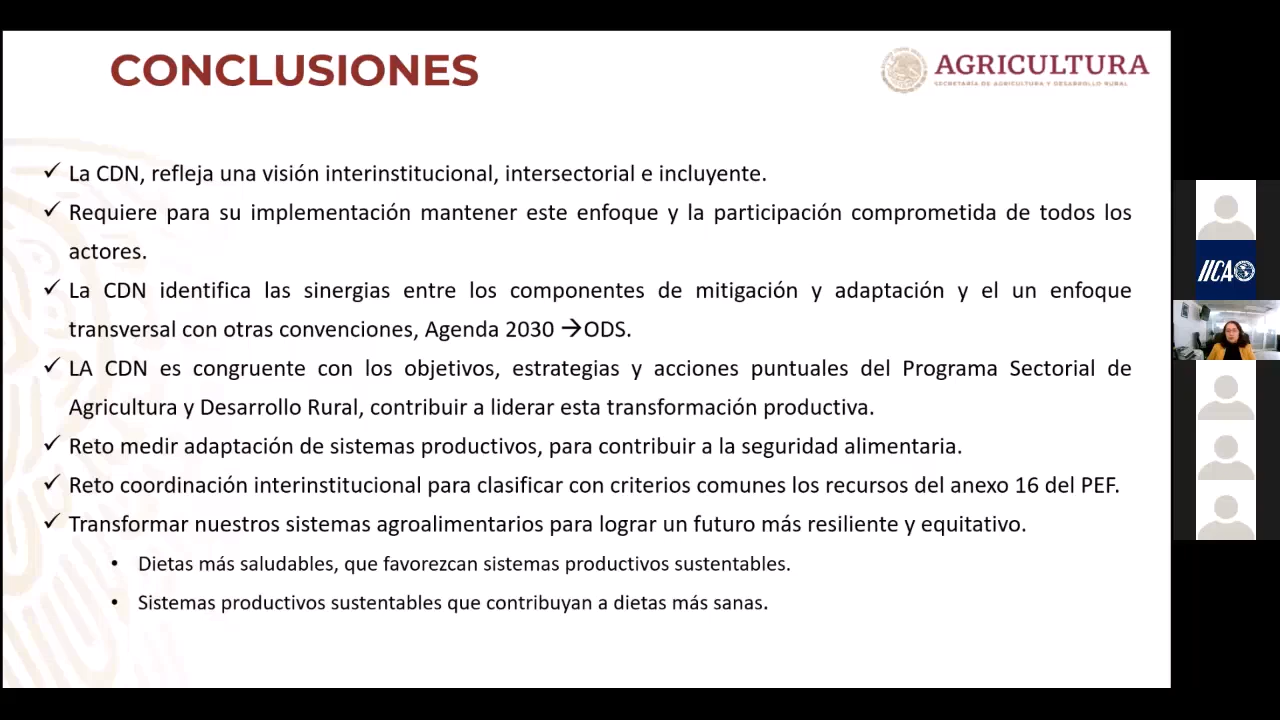 CONCLUSIONES
AGRICULTURA
SECRETARÍA DE AGRICULTURA Y DESARROLLO RURAL
✓ La CDN, refleja una visión interinstitucional, intersectorial e incluyente.
✓ Requiere para su implementación mantener este enfoque y la participación comprometida de todos los
actores.
✓ La CDN identifica las sinergias entre los componentes de mitigación y adaptación y el un enfoque
transversal con otras convenciones, Agenda 2030 →ODS.
✓ LA CDN es congruente con los objetivos, estrategias y acciones puntuales del Programa Sectorial de
Agricultura y Desarrollo Rural, contribuir a liderar esta transformación productiva.
✓ Reto medir adaptación de sistemas productivos, para contribuir a la seguridad alimentaria.
✓ Reto coordinación interinstitucional para clasificar con criterios comunes los recursos del anexo 16 del PEF.
✓ Transformar nuestros sistemas agroalimentarios para lograr un futuro más resiliente y equitativo.
• Dietas más saludables, que favorezcan sistemas productivos sustentables.
• Sistemas productivos sustentables que contribuyan a dietas más sanas.
IICA